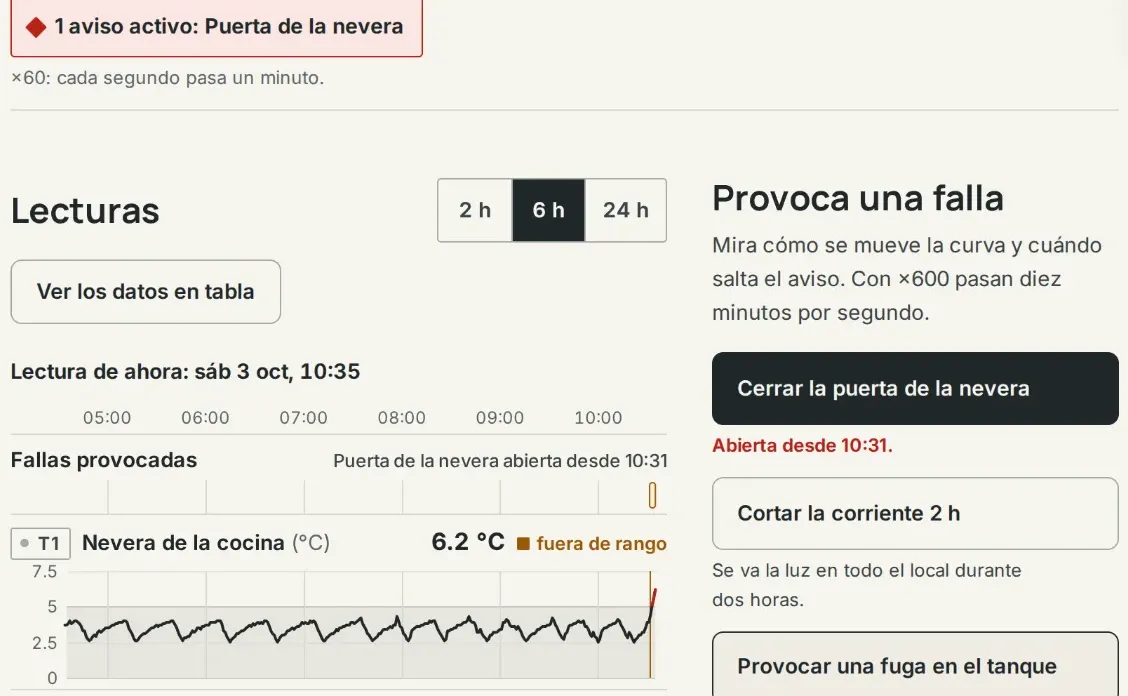 1 aviso activo: Puerta de la nevera
×60: cada segundo pasa un minuto.
Lecturas
2 h
6 h
24 h
Ver los datos en tabla
Lectura de ahora: sáb 3 oct, 10:35
05:00
06:00
07:00
08:00
09:00
10:00
Fallas provocadas
Puerta de la nevera abierta desde 10:31
T1
Nevera de la cocina (°C)
6.2 °C
fuera de rango
7.5
5
2.5
0
Provoca una falla
Mira cómo se mueve la curva y cuándo
salta el aviso. Con ×600 pasan diez
minutos por segundo.
Cerrar la puerta de la nevera
Abierta desde 10:31.
Cortar la corriente 2 h
Se va la luz en todo el local durante
dos horas.
Provocar una fuga en el tanque